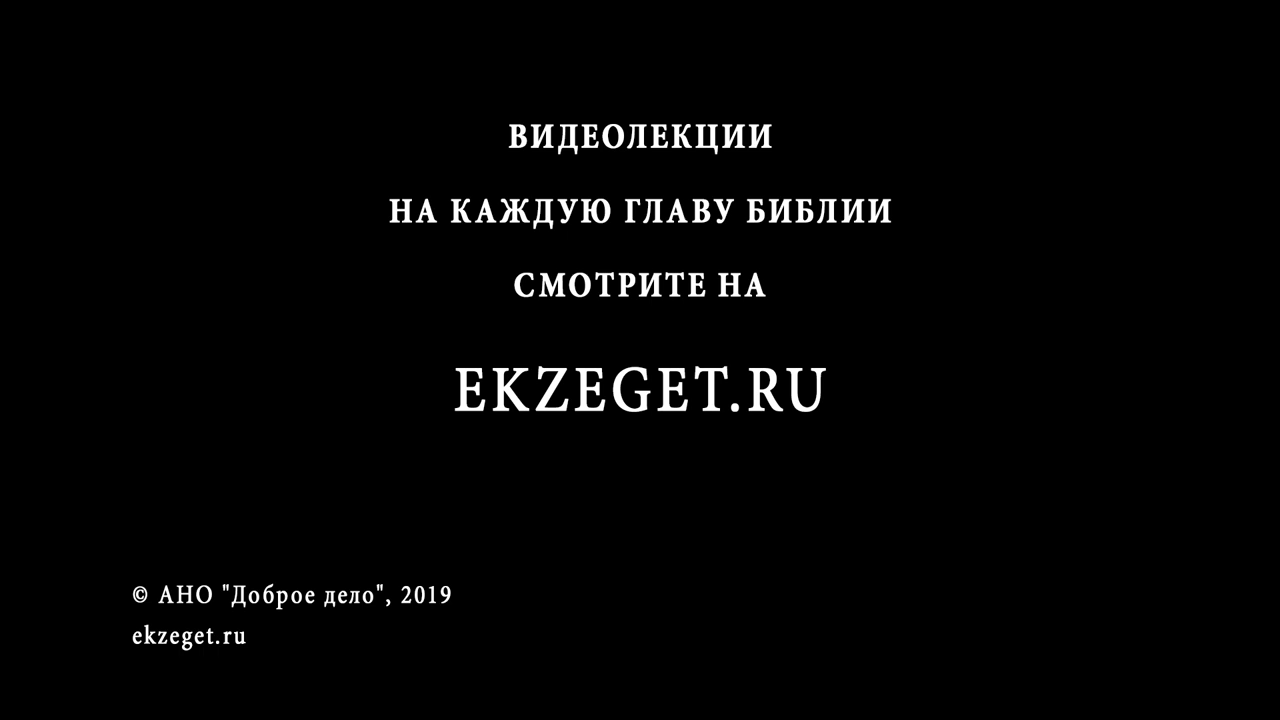 ВИДЕОЛЕКЦИИ
НА КАЖДУЮ ГЛАВУ БИБЛИИ
СМОТРИТЕ НА
EKZEGET.RU
© АНО "Доброе дело", 2019
ekzeget.ru